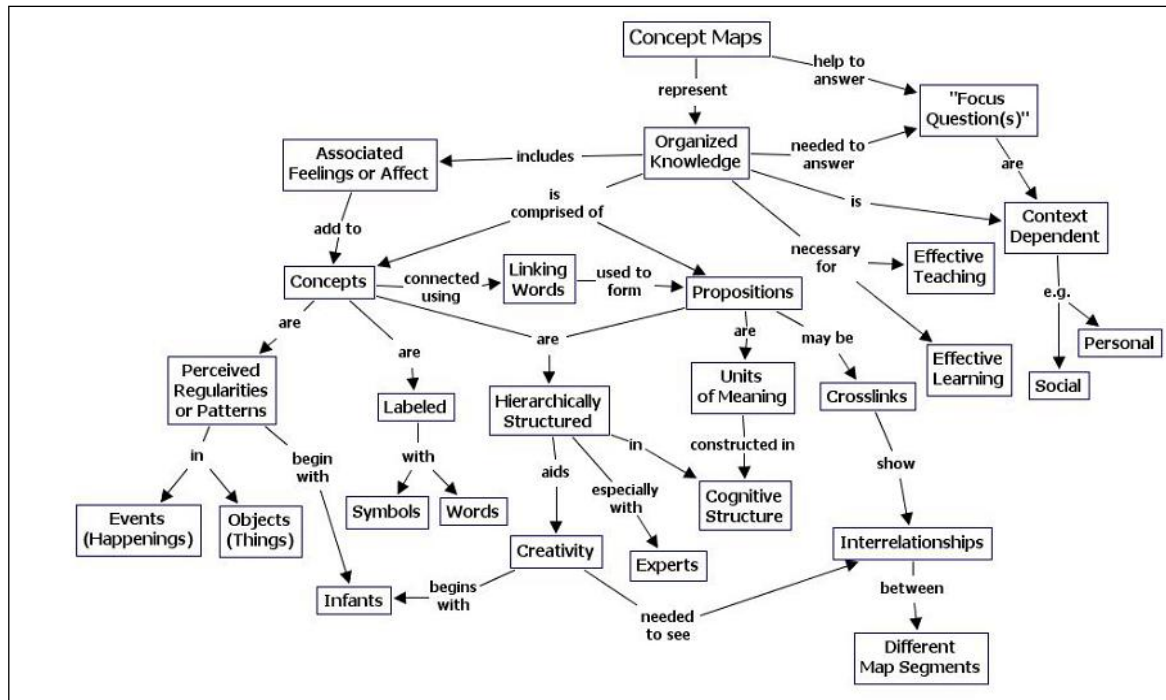 Concept Maps
help to
answer
represent
"Focus
Question(s)"
Associated
Feelings or Affect
includes
Organized
Knowledge
needed to
answer
are
is
comprised of
is
Context
Dependent
add to
necessary
for
Effective
Teaching
Concepts
connected
using
Linking
Words
used to
form
Propositions
e.g.
are
are
are
are
may be
Personal
Perceived
Regularities
or Patterns
Labeled
Hierarchically
Structured
Units
of Meaning
Crosslinks
Effective
Learning
Social
in
begin
with
with
aids
especially
with
in
constructed in
show
Events
(Happenings)
Objects
(Things)
Symbols
Words
Cognitive
Structure
Creativity
Experts
Interrelationships
Infants
begins
with
needed
to see
between
Different
Map Segments